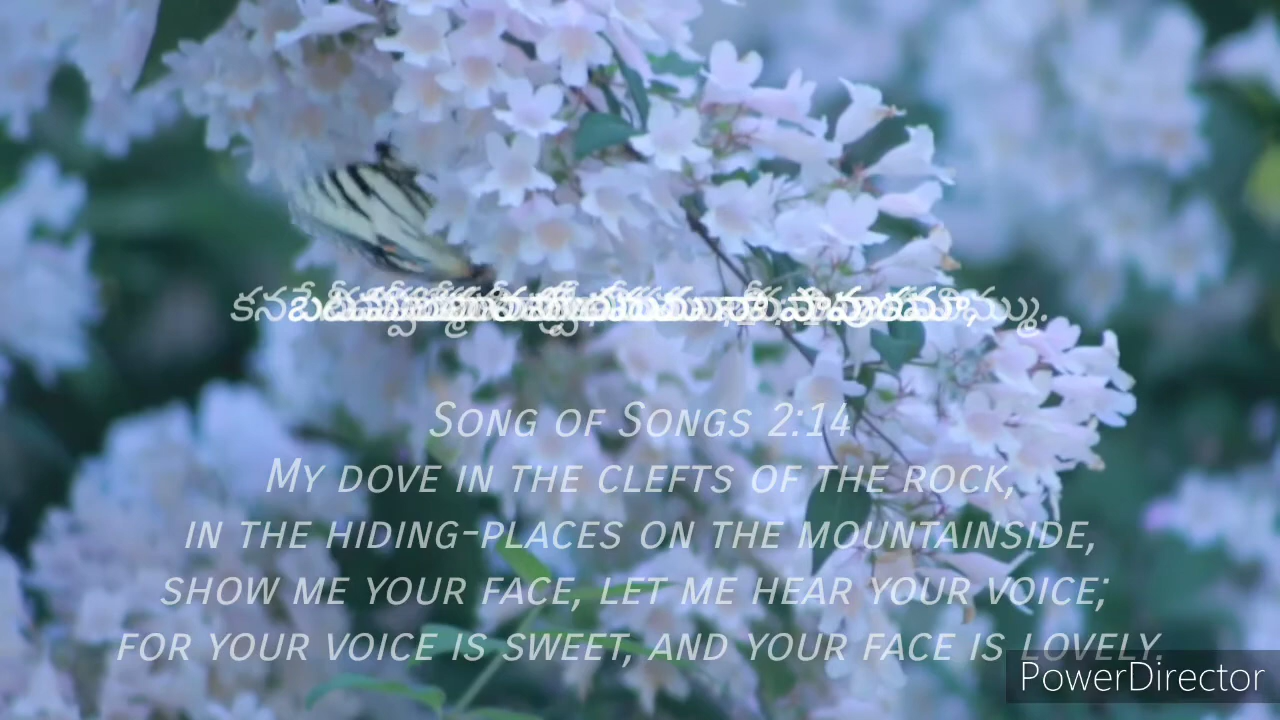 Song of Songs 2:14
My dove in the clefts of the rock,
in the hiding-places on the mountainside,
show me your face, let me hear your voice;
for your voice is sweet, and your face is lovely.
PowerDirector